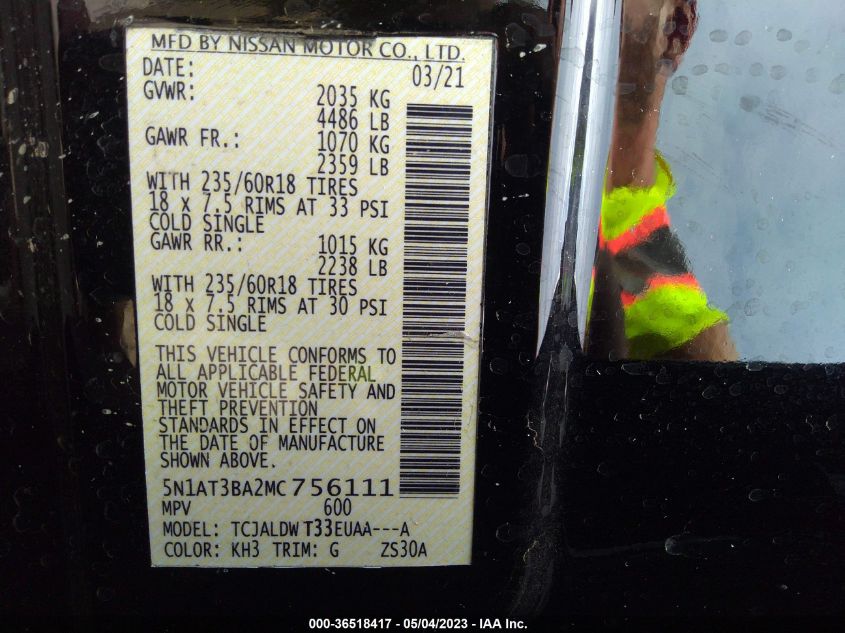 MFD BY NISSAN MOTOR CO., LTD.
DATE: 03/21
GVWR: 2035 KG
4486 LB
GAWR FR.: 1070 KG
2359 LB
WITH 235/60R18 TIRES
18 x 7.5 RIMS AT 33 PSI
COLD SINGLE
GAWR RR.: 1015 KG
2238 LB
WITH 235/60R18 TIRES
18 x 7.5 RIMS AT 30 PSI
COLD SINGLE
THIS VEHICLE CONFORMS TO
ALL APPLICABLE FEDERAL
MOTOR VEHICLE SAFETY AND
THEFT PREVENTION
STANDARDS IN EFFECT ON
THE DATE OF MANUFACTURE
SHOWN ABOVE.
5N1AT3BA2MC756111
MPV 600
MODEL: TCJALDWT33EUAA---A
COLOR: KH3 TRIM: G ZS30A
000-36518417 - 05/04/2023 - IAA Inc.